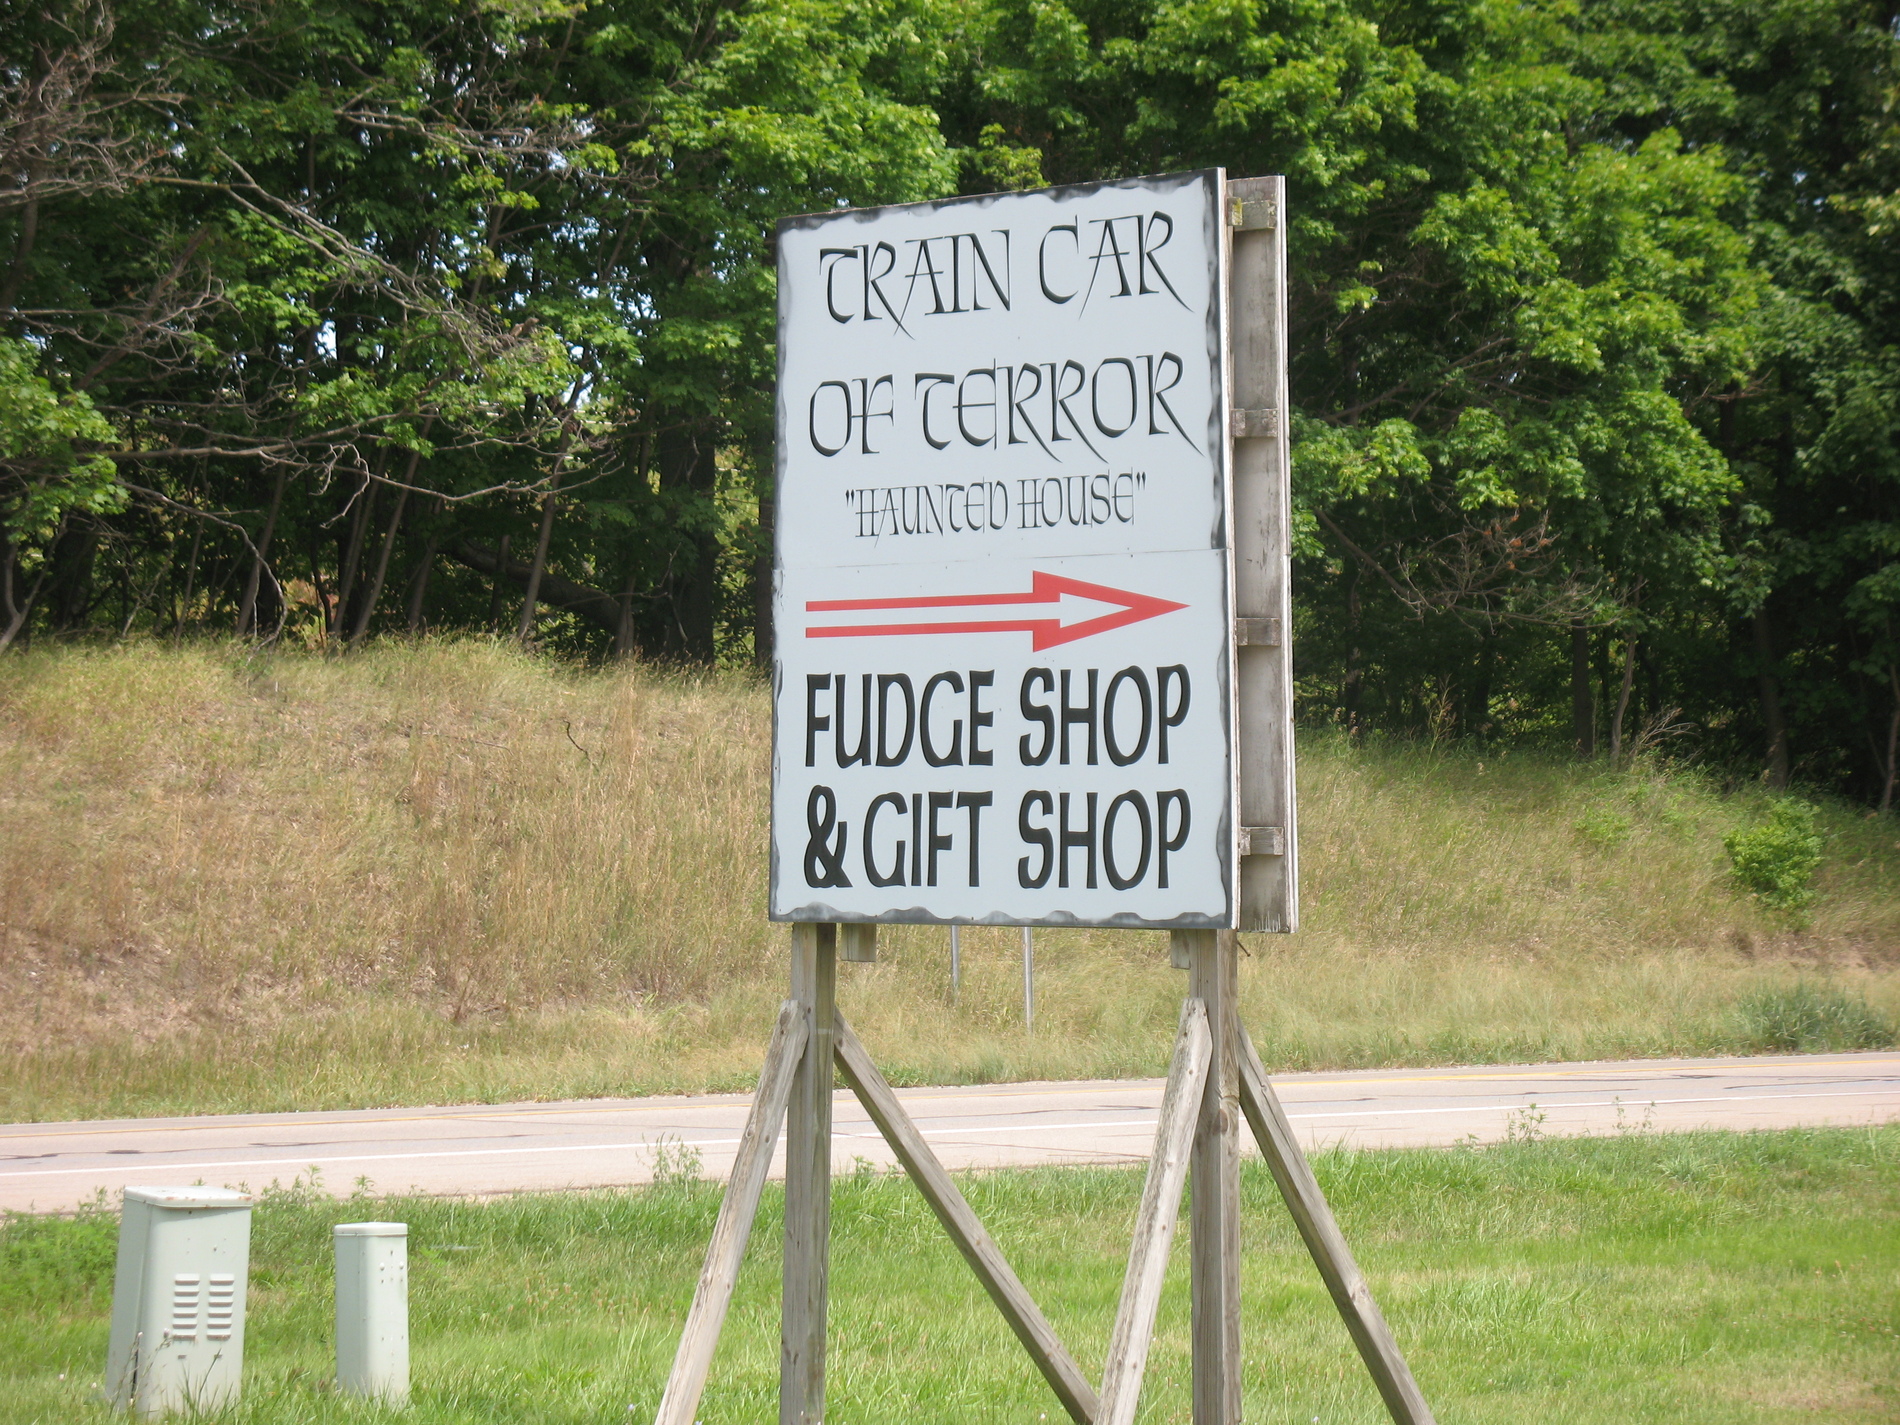 TRAIN CAR
OF TERROR
"HAUNTED HOUSE"
FUDGE SHOP
& GIFT SHOP